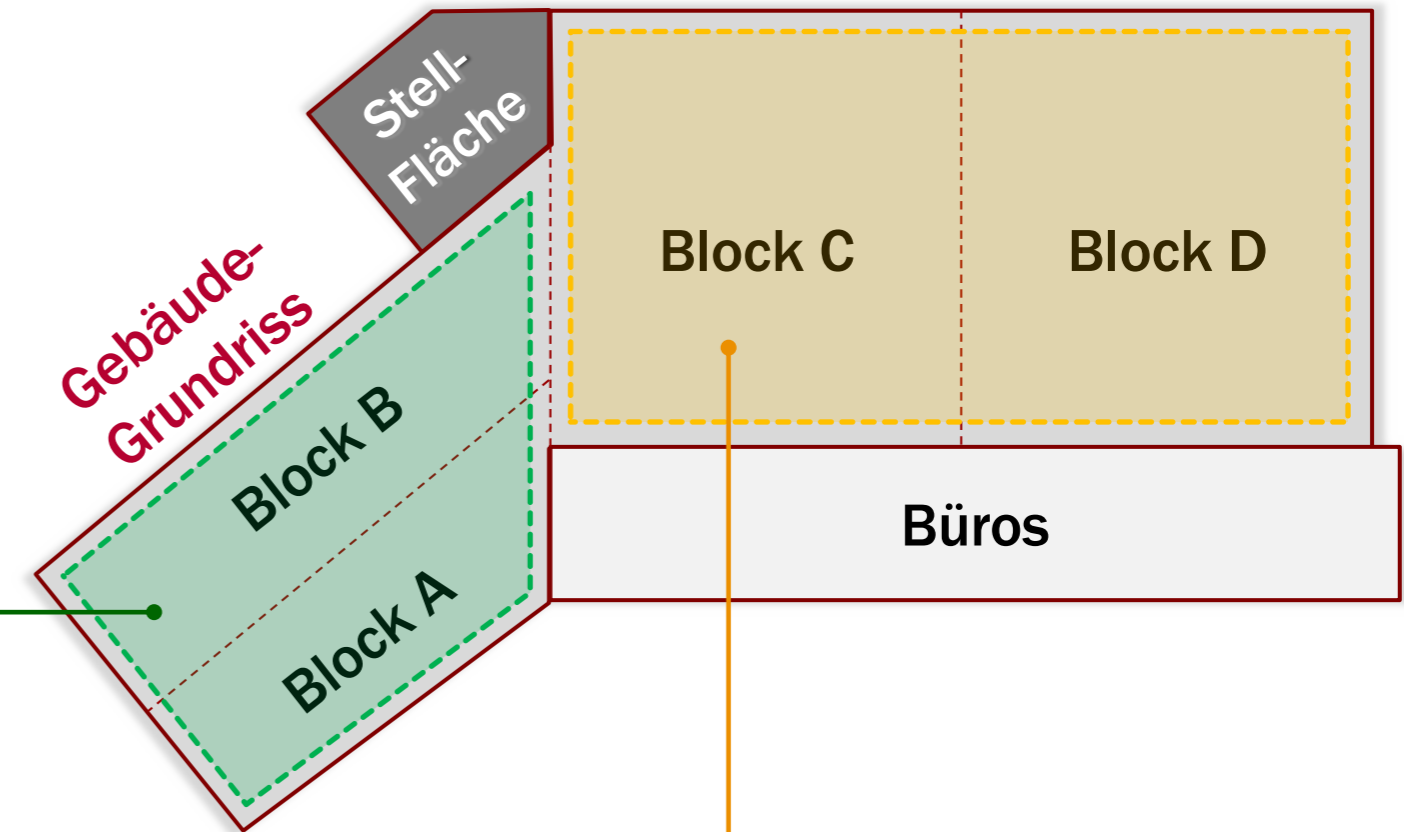 Stell-
Fläche
Gebäude-
Grundriss
Block B
Block A
Block C
Block D
Büros